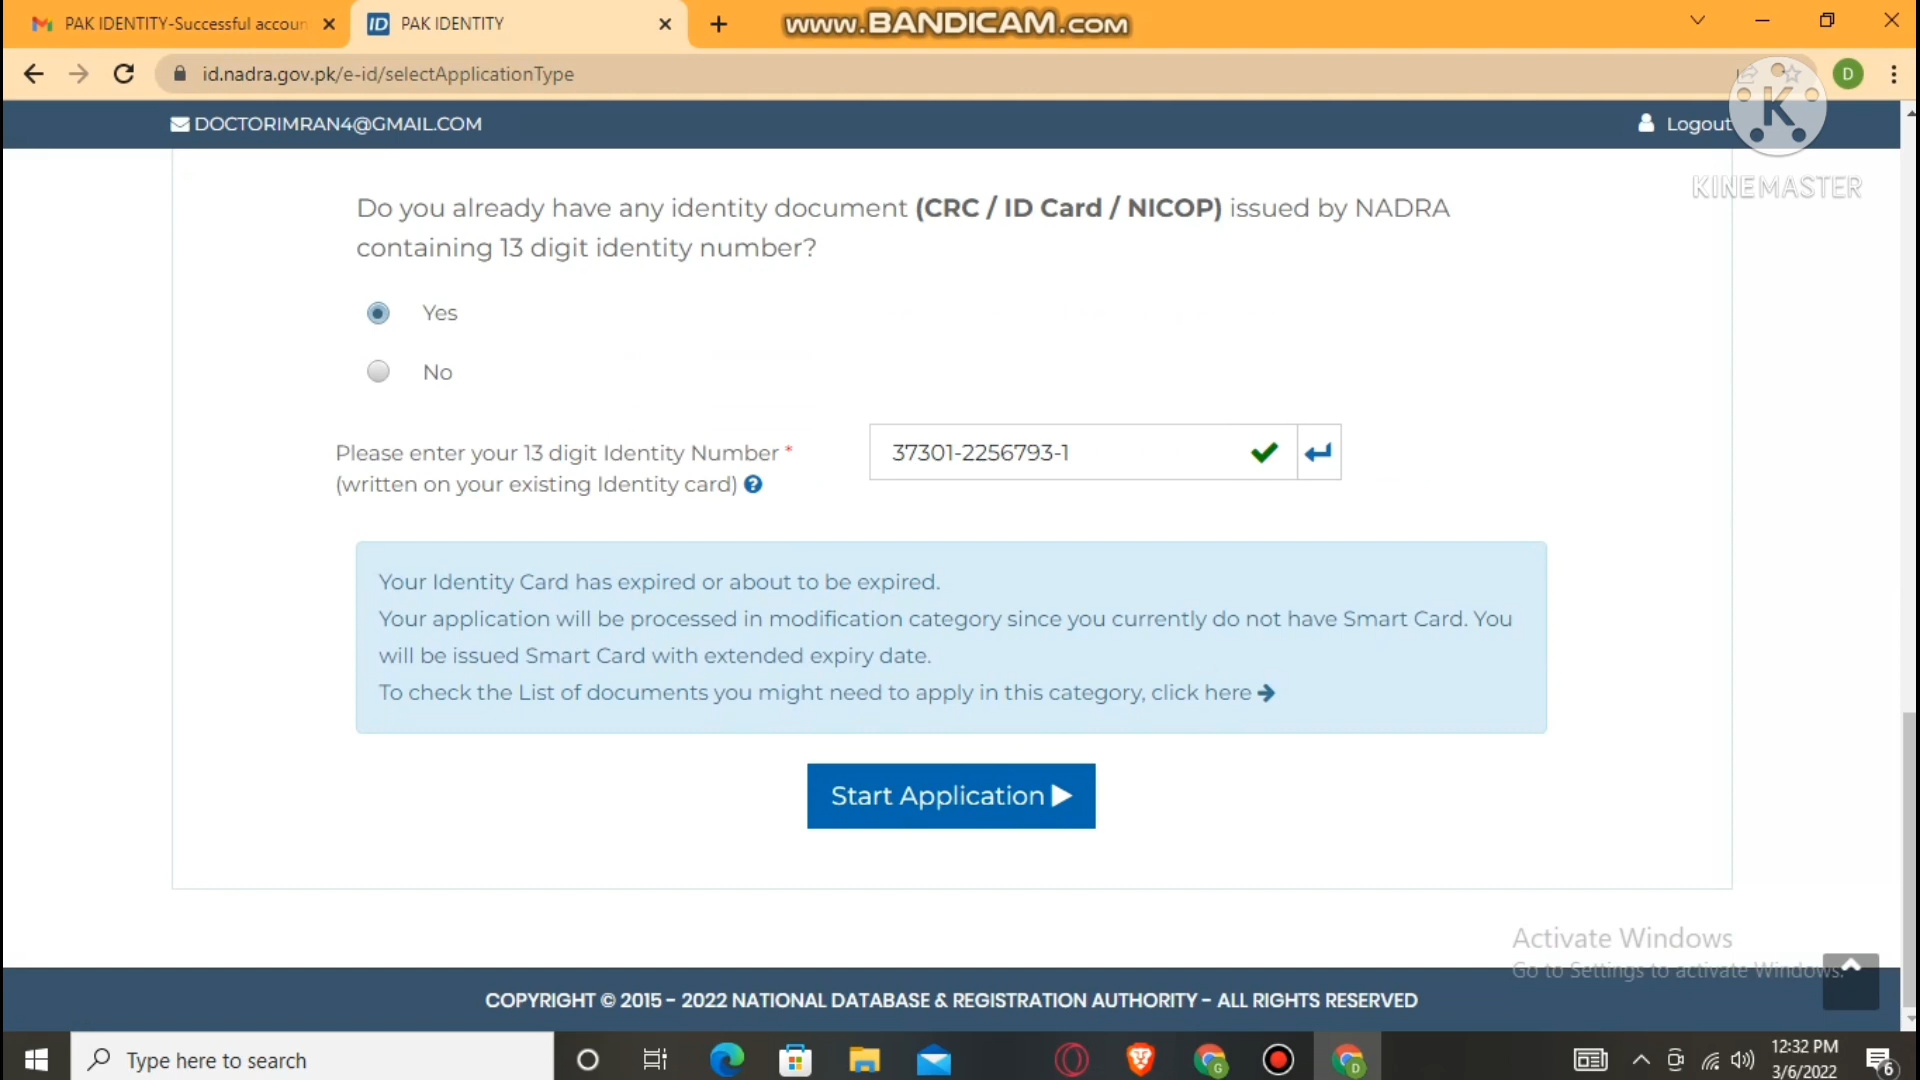 PAK IDENTITY-Successful accoun
PAK IDENTITY
www.BANDICAM.com
id.nadra.gov.pk/e-id/selectApplicationType
D
DOCTORIMRAN4@GMAIL.COM
Logout
K
KINEMASTER
Do you already have any identity document (CRC / ID Card / NICOP) issued by NADRA
containing 13 digit identity number?
Yes
No
Please enter your 13 digit Identity Number *
(written on your existing Identity card)
37301-2256793-1
Your Identity Card has expired or about to be expired.
Your application will be processed in modification category since you currently do not have Smart Card. You
will be issued Smart Card with extended expiry date.
To check the List of documents you might need to apply in this category, click here
Start Application
Activate Windows
Go to Settings to activate Windows.
COPYRIGHT © 2015 - 2022 NATIONAL DATABASE & REGISTRATION AUTHORITY - ALL RIGHTS RESERVED
Type here to search
G
D
12:32 PM
3/6/2022
6